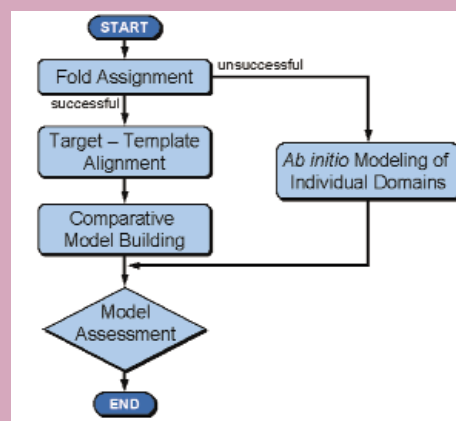 START
Fold Assignment
unsuccessful
successful
Target – Template
Alignment
Ab initio Modeling of
Individual Domains
Comparative
Model Building
Model
Assessment
END